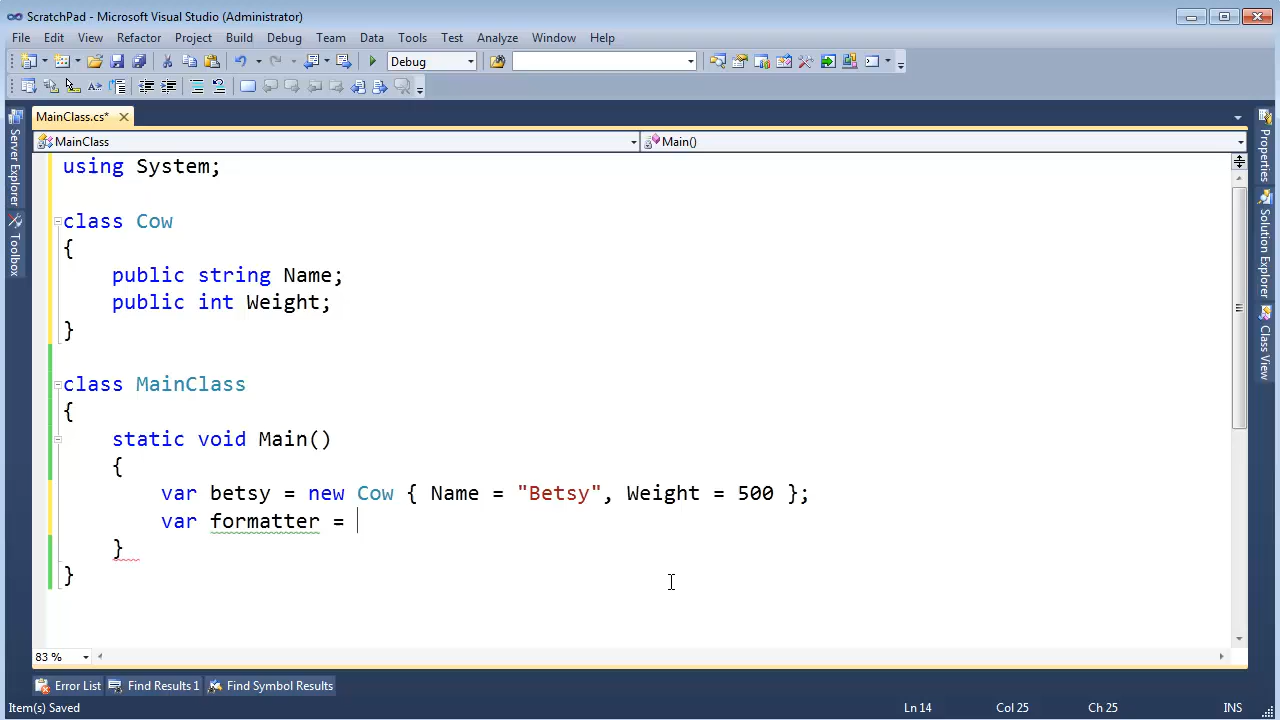 ScratchPad - Microsoft Visual Studio (Administrator)
File Edit View Refactor Project Build Debug Team Data Tools Test Analyze Window Help
Debug
MainClass.cs*
MainClass
Main()
using System;
class Cow
{
public string Name;
public int Weight;
}
class MainClass
{
static void Main()
{
var betsy = new Cow { Name = "Betsy", Weight = 500 };
var formatter =
}
}
Server Explorer
Toolbox
Properties
Solution Explorer
Class View
83 %
Error List Find Results 1 Find Symbol Results
Item(s) Saved Ln 14 Col 25 Ch 25 INS